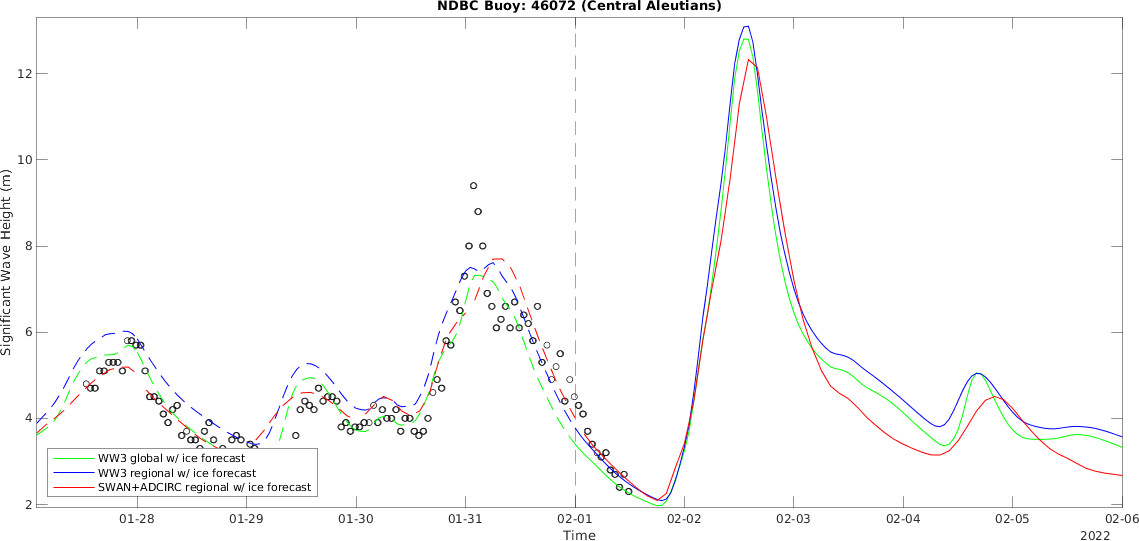 NDBC Buoy: 46072 (Central Aleutians)
Significant Wave Height (m)
12
10
8
6
4
2
WW3 global w/ ice forecast
WW3 regional w/ ice forecast
SWAN+ADCIRC regional w/ ice forecast
01-28 01-29 01-30 01-31 02-01 02-02 02-03 02-04 02-05 02-06
Time
2022